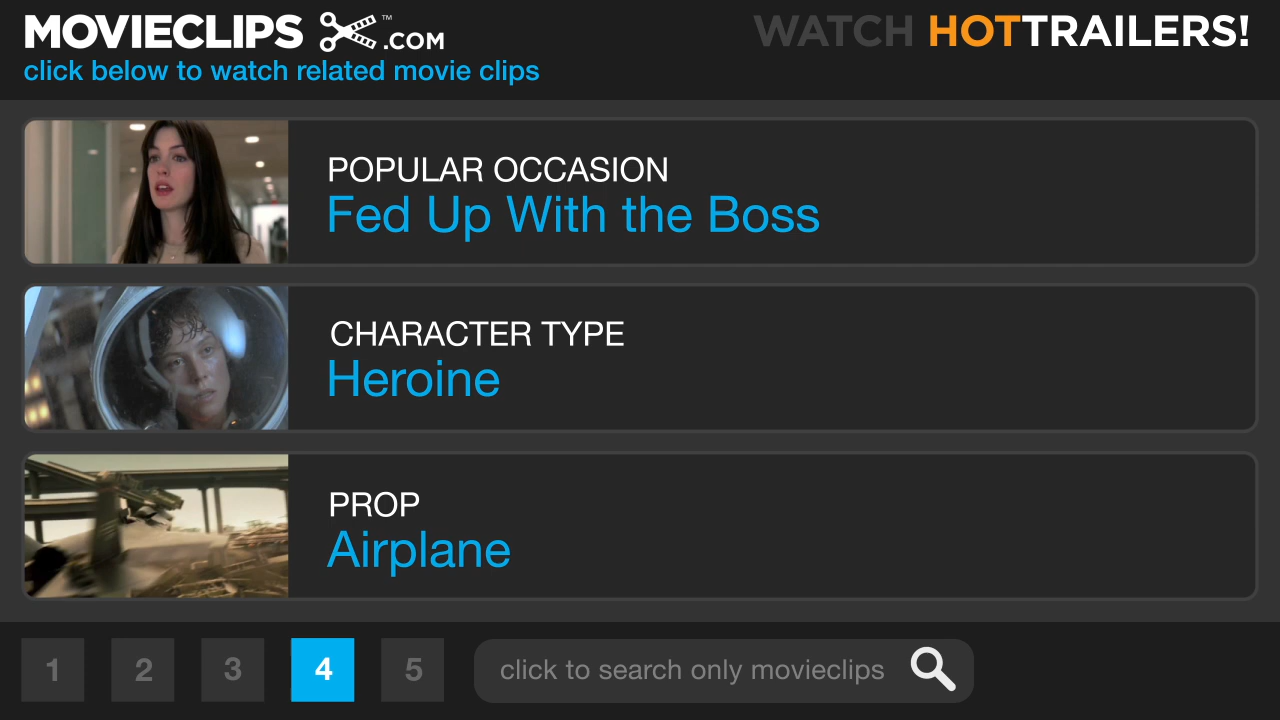 MOVIECLIPS ™ .COM
WATCH HOTTRAILERS!
click below to watch related movie clips
POPULAR OCCASION
Fed Up With the Boss
CHARACTER TYPE
Heroine
PROP
Airplane
1 2 3 4 5 click to search only movieclips